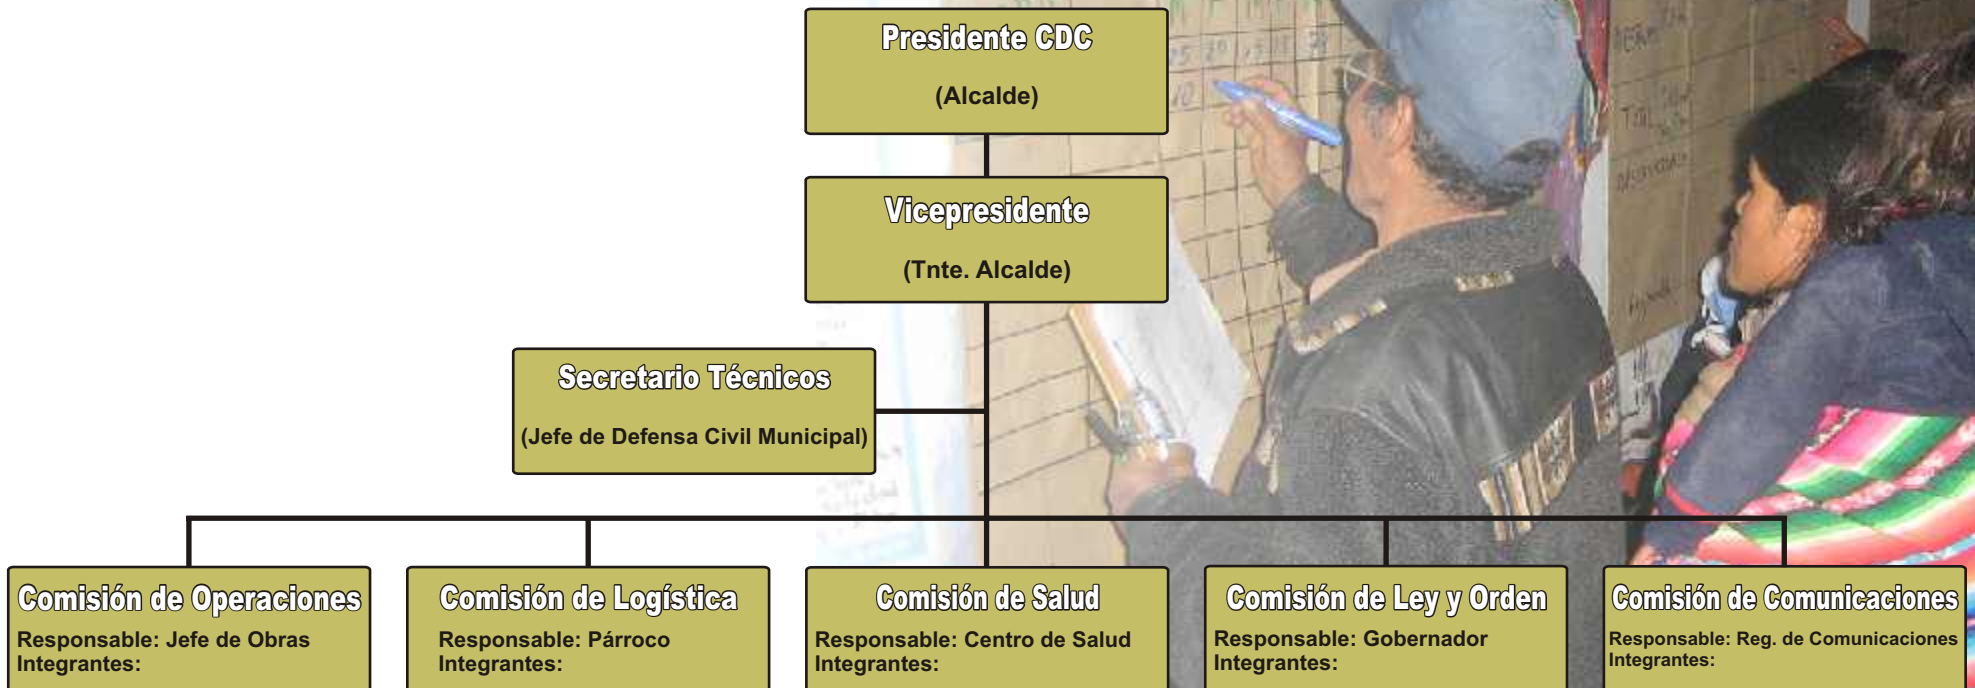 Presidente CDC
(Alcalde)
Vicepresidente
(Tnte. Alcalde)
Secretario Técnicos
(Jefe de Defensa Civil Municipal)
Comisión de Operaciones
Responsable: Jefe de Obras
Integrantes:
Comisión de Logística
Responsable: Párroco
Integrantes:
Comisión de Salud
Responsable: Centro de Salud
Integrantes:
Comisión de Ley y Orden
Responsable: Gobernador
Integrantes:
Comisión de Comunicaciones
Responsable: Reg. de Comunicaciones
Integrantes: